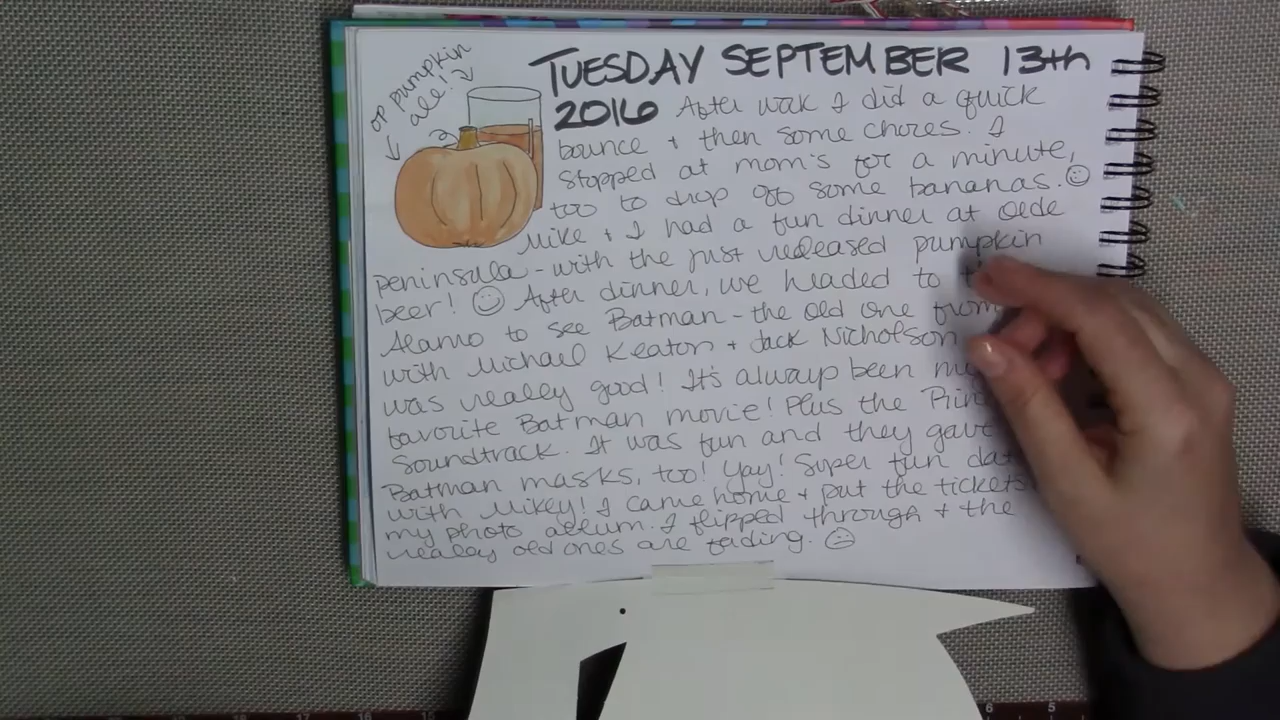 op pumpkin
ale!
TUESDAY SEPTEMBER 13th
2016 After work I did a quick
bounce + then some chores. I
stopped at mom's for a minute,
too to drop off some bananas.
Mike + I had a fun dinner at olde
peninsula - with the just released pumpkin
beer! After dinner, we headed to
Alamo to see Batman - the old one from
with Michael Keaton + Jack Nicholson
was really good! It's always been my
favorite Batman movie! Plus the
Soundtrack. It was fun and they gave
Batman masks, too! Yay! Super fun
with Mikey! I came home + put the tickets
my photo album. I flipped through + the
really old ones are fading.
6 5